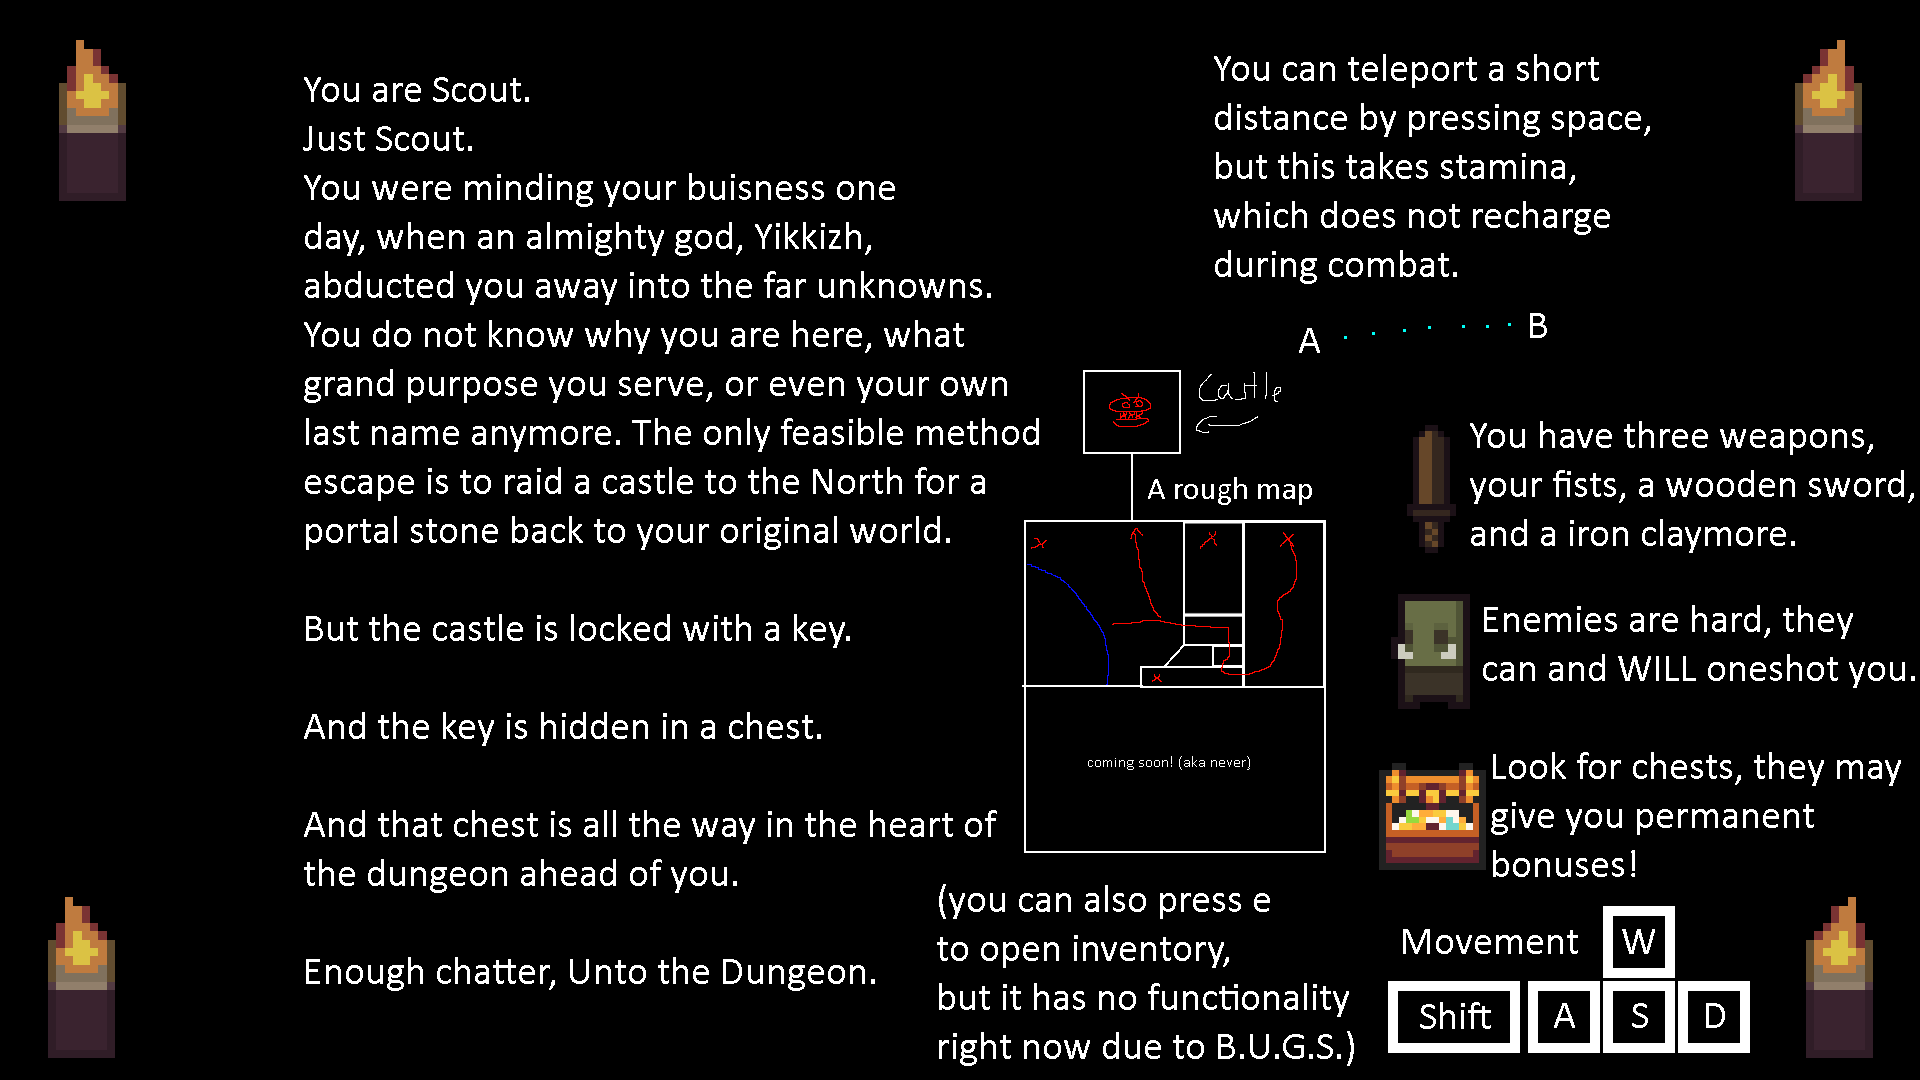 You are Scout.
Just Scout.
You were minding your buisness one
day, when an almighty god, Yikkizh,
abducted you away into the far unknowns.
You do not know why you are here, what
grand purpose you serve, or even your own
last name anymore. The only feasible method
escape is to raid a castle to the North for a
portal stone back to your original world.
But the castle is locked with a key.
And the key is hidden in a chest.
And that chest is all the way in the heart of
the dungeon ahead of you.
Enough chatter, Unto the Dungeon.
You can teleport a short
distance by pressing space,
but this takes stamina,
which does not recharge
during combat.
A
B
Castle
A rough map
x
x
x
x
coming soon! (aka never)
(you can also press e
to open inventory,
but it has no functionality
right now due to B.U.G.S.)
You have three weapons,
your fists, a wooden sword,
and a iron claymore.
Enemies are hard, they
can and WILL oneshot you.
Look for chests, they may
give you permanent
bonuses!
Movement
W
Shift
A
S
D